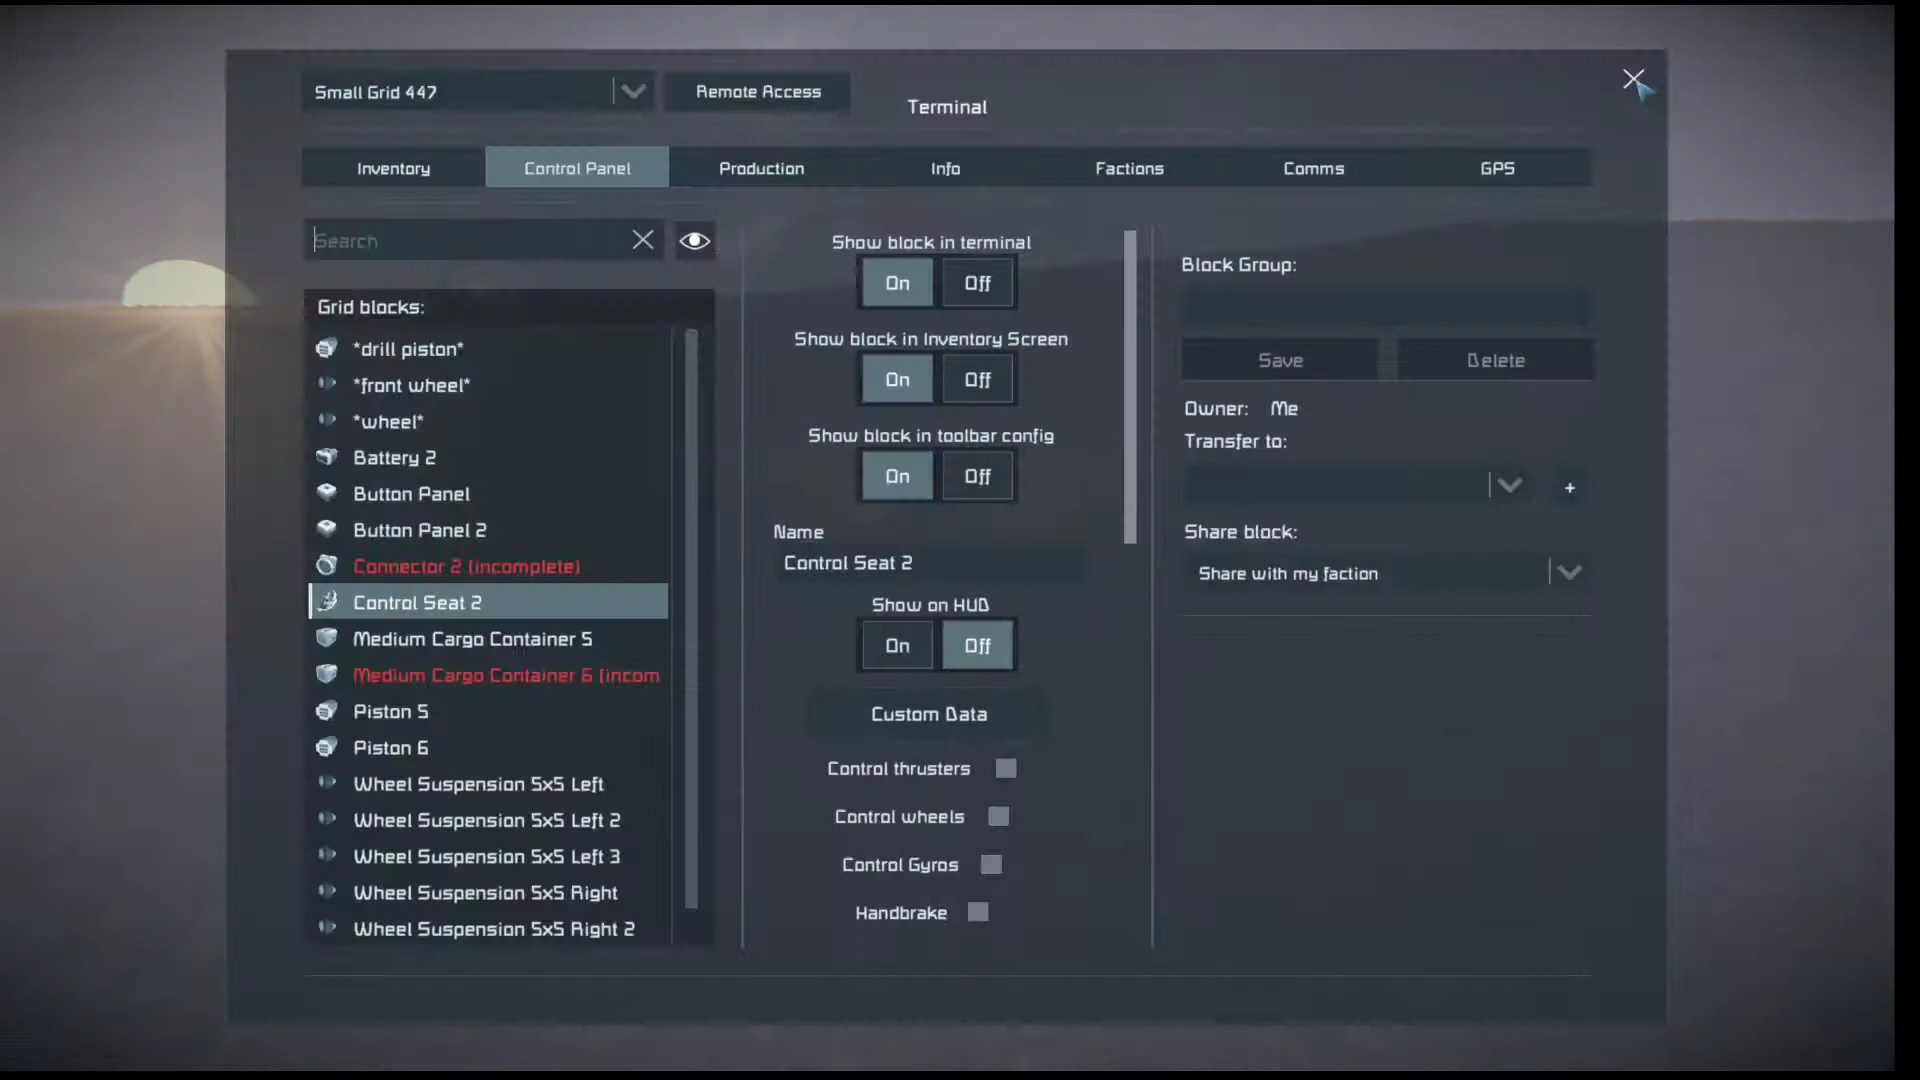 Small Grid 447
Remote Access
Terminal
Inventory
Control Panel
Production
Info
Factions
Comms
GPS
Search
Grid blocks:
*drill piston*
*front wheel*
*wheel*
Battery 2
Button Panel
Button Panel 2
Connector 2 (incomplete)
Control Seat 2
Medium Cargo Container 5
Medium Cargo Container 6 (incom
Piston 5
Piston 6
Wheel Suspension 5x5 Left
Wheel Suspension 5x5 Left 2
Wheel Suspension 5x5 Left 3
Wheel Suspension 5x5 Right
Wheel Suspension 5x5 Right 2
Show block in terminal
On Off
Show block in Inventory Screen
On Off
Show block in toolbar config
On Off
Name
Control Seat 2
Show on HUD
On Off
Custom Data
Control thrusters
Control wheels
Control Gyros
Handbrake
Block Group:
Save
Delete
Owner: Me
Transfer to:
+
Share block:
Share with my faction